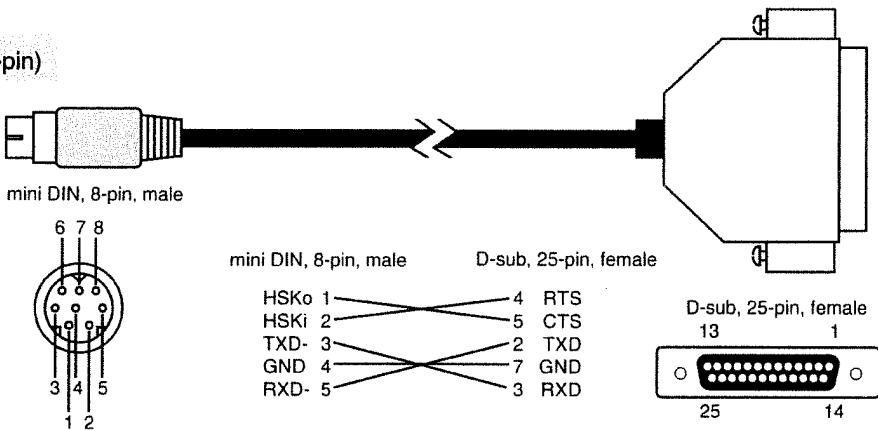 -pin)
mini DIN, 8-pin, male
6 7 8
3 4 5
1 2
mini DIN, 8-pin, male D-sub, 25-pin, female
HSKo 1 4 RTS
HSKi 2 5 CTS
TXD- 3 2 TXD
GND 4 7 GND
RXD- 5 3 RXD
D-sub, 25-pin, female
13 1
25 14